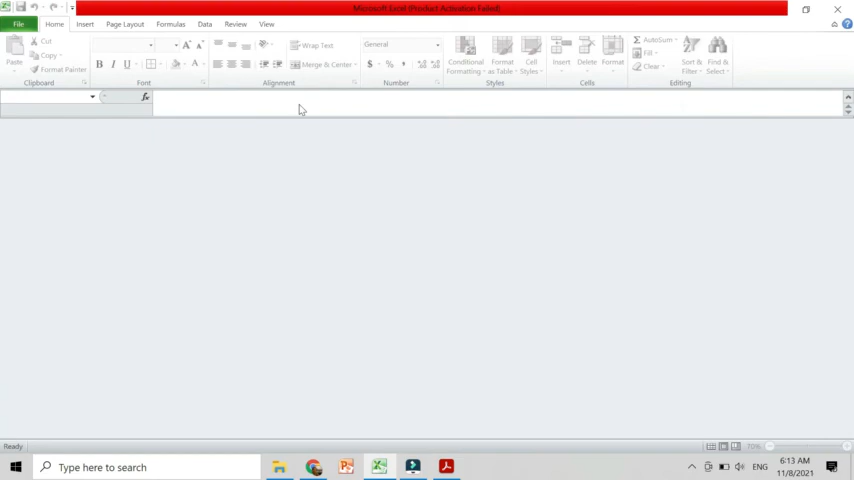 Microsoft Excel (Product Activation Failed)
File Home Insert Page Layout Formulas Data Review View
Paste
Cut
Copy
Format Painter
Clipboard
B I U
A A
Font
Wrap Text
Merge & Center
Alignment
General
$ % ,
Number
Conditional Formatting
Format as Table
Cell Styles
Styles
Insert Delete Format
Cells
AutoSum
Fill
Clear
Sort & Filter
Find & Select
Editing
fx
Ready
70%
Type here to search
ENG
6:13 AM
11/8/2021